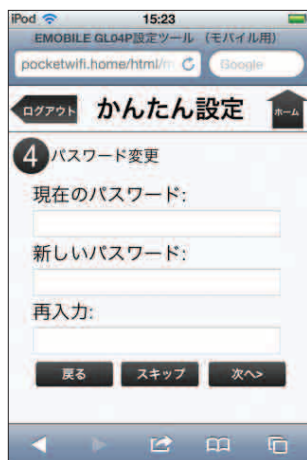 iPod 15:23
EMOBILE GL04P設定ツール （モバイル用）
pocketwifi.home/html/m Google
ログアウト かんたん設定 ホーム
4 パスワード変更
現在のパスワード:
新しいパスワード:
再入力:
戻る スキップ 次へ>